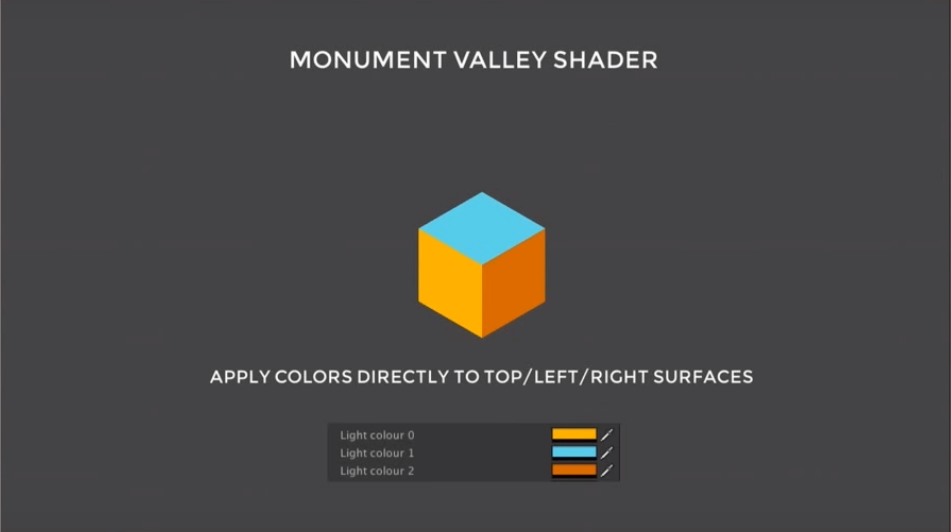 MONUMENT VALLEY SHADER
APPLY COLORS DIRECTLY TO TOP/LEFT/RIGHT SURFACES
Light colour 0
Light colour 1
Light colour 2